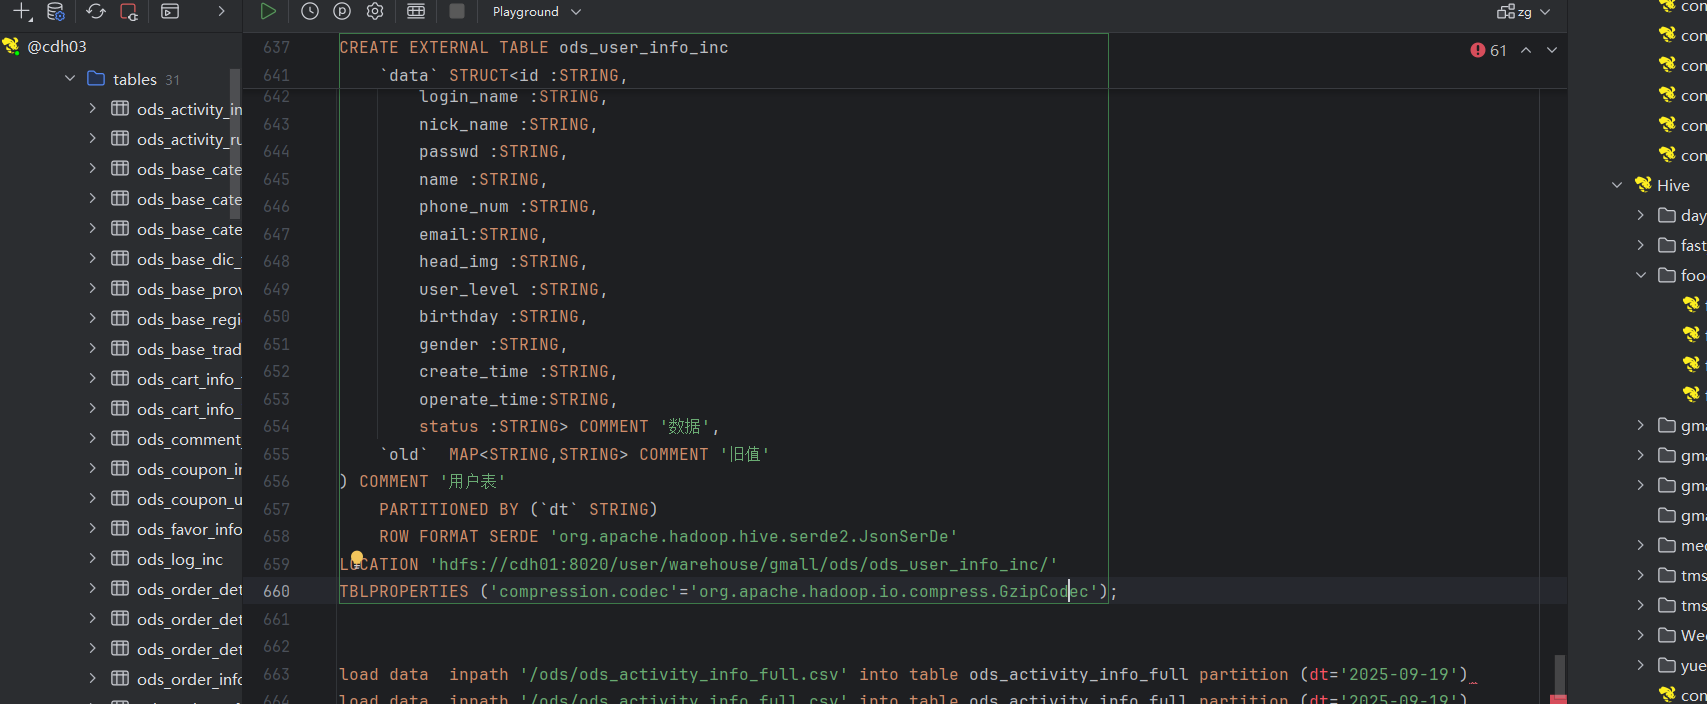 Playground
zg
@cdh03
tables 31
ods_activity_in
ods_activity_ru
ods_base_cate
ods_base_cate
ods_base_cate
ods_base_dic_
ods_base_prov
ods_base_regi
ods_base_trad
ods_cart_info_
ods_cart_info_
ods_comment_
ods_coupon_in
ods_coupon_u
ods_favor_info
ods_log_inc
ods_order_det
ods_order_det
ods_order_det
ods_order_info
61
637 CREATE EXTERNAL TABLE ods_user_info_inc
641 `data` STRUCT<id :STRING,
642 login_name :STRING,
643 nick_name :STRING,
644 passwd :STRING,
645 name :STRING,
646 phone_num :STRING,
647 email:STRING,
648 head_img :STRING,
649 user_level :STRING,
650 birthday :STRING,
651 gender :STRING,
652 create_time :STRING,
653 operate_time:STRING,
654 status :STRING> COMMENT '数据',
655 `old`  MAP<STRING,STRING> COMMENT '旧值'
656 ) COMMENT '用户表'
657 PARTITIONED BY (`dt` STRING)
658 ROW FORMAT SERDE 'org.apache.hadoop.hive.serde2.JsonSerDe'
659 LOCATION 'hdfs://cdh01:8020/user/warehouse/gmall/ods/ods_user_info_inc/'
660 TBLPROPERTIES ('compression.codec'='org.apache.hadoop.io.compress.GzipCodec');
661
662
663 load data  inpath '/ods/ods_activity_info_full.csv' into table ods_activity_info_full partition (dt='2025-09-19')
664 load data  inpath '/ods/ods_activity_info_full.csv' into table ods_activity_info_full partition (dt='2025-09-19')
con
con
con
con
con
con
Hive
day
fast
foo
gma
gma
gma
gma
med
tms
tms
We
yue
con